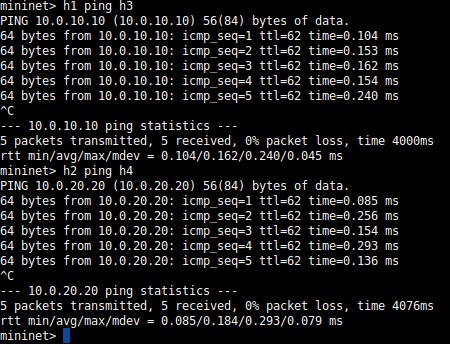 mininet> h1 ping h3
PING 10.0.10.10 (10.0.10.10) 56(84) bytes of data.
64 bytes from 10.0.10.10: icmp_seq=1 ttl=62 time=0.104 ms
64 bytes from 10.0.10.10: icmp_seq=2 ttl=62 time=0.153 ms
64 bytes from 10.0.10.10: icmp_seq=3 ttl=62 time=0.162 ms
64 bytes from 10.0.10.10: icmp_seq=4 ttl=62 time=0.154 ms
64 bytes from 10.0.10.10: icmp_seq=5 ttl=62 time=0.240 ms
^C
--- 10.0.10.10 ping statistics ---
5 packets transmitted, 5 received, 0% packet loss, time 4000ms
rtt min/avg/max/mdev = 0.104/0.162/0.240/0.045 ms
mininet> h2 ping h4
PING 10.0.20.20 (10.0.20.20) 56(84) bytes of data.
64 bytes from 10.0.20.20: icmp_seq=1 ttl=62 time=0.085 ms
64 bytes from 10.0.20.20: icmp_seq=2 ttl=62 time=0.256 ms
64 bytes from 10.0.20.20: icmp_seq=3 ttl=62 time=0.154 ms
64 bytes from 10.0.20.20: icmp_seq=4 ttl=62 time=0.293 ms
64 bytes from 10.0.20.20: icmp_seq=5 ttl=62 time=0.136 ms
^C
--- 10.0.20.20 ping statistics ---
5 packets transmitted, 5 received, 0% packet loss, time 4076ms
rtt min/avg/max/mdev = 0.085/0.184/0.293/0.079 ms
mininet>